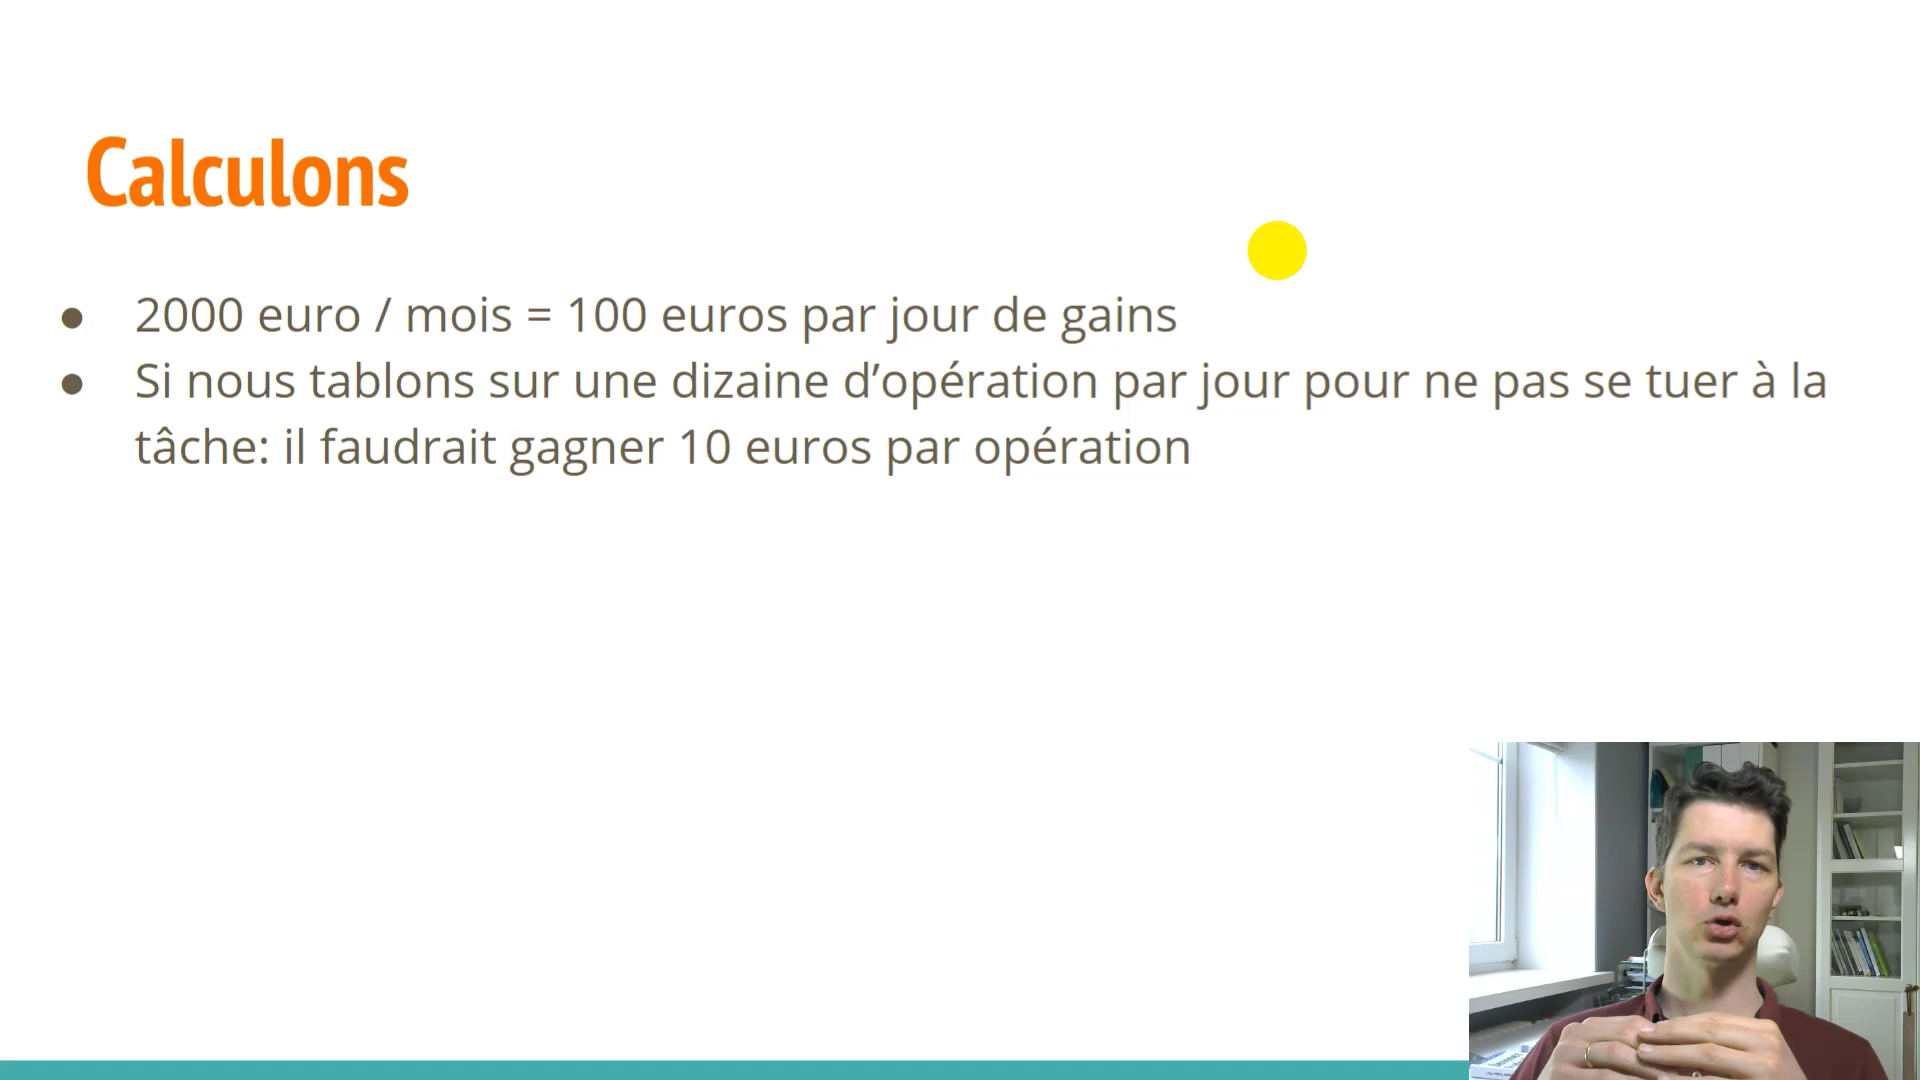 Calculons
● 2000 euro / mois = 100 euros par jour de gains
● Si nous tablons sur une dizaine d’opération par jour pour ne pas se tuer à la
tâche: il faudrait gagner 10 euros par opération